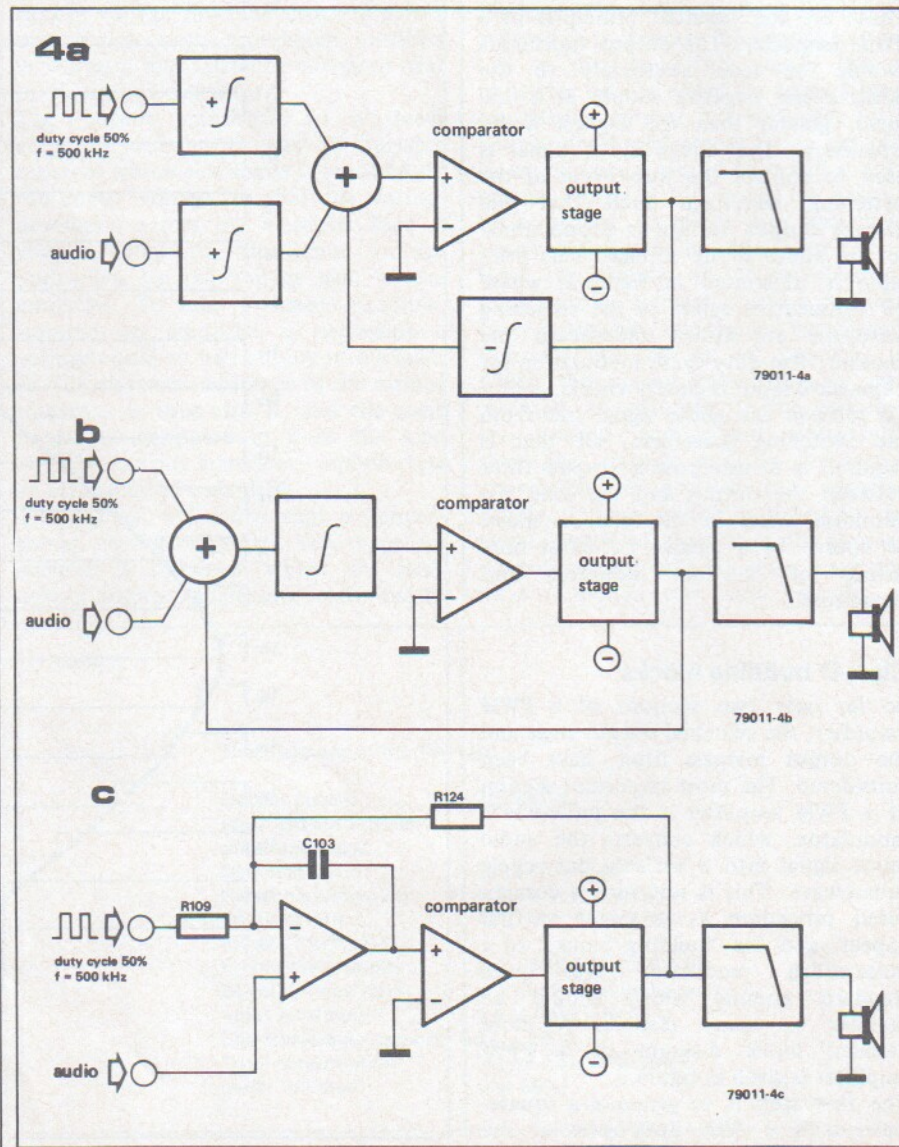 4a
+
duty cycle 50%
f = 500 kHz
+
audio
+
comparator
+
−
output
stage
+
−
79011-4a
b
duty cycle 50%
f = 500 kHz
+
audio
comparator
+
−
output
stage
+
−
79011-4b
c
R124
C103
R109
duty cycle 50%
f = 500 kHz
−
+
audio
comparator
+
−
output
stage
+
−
79011-4c